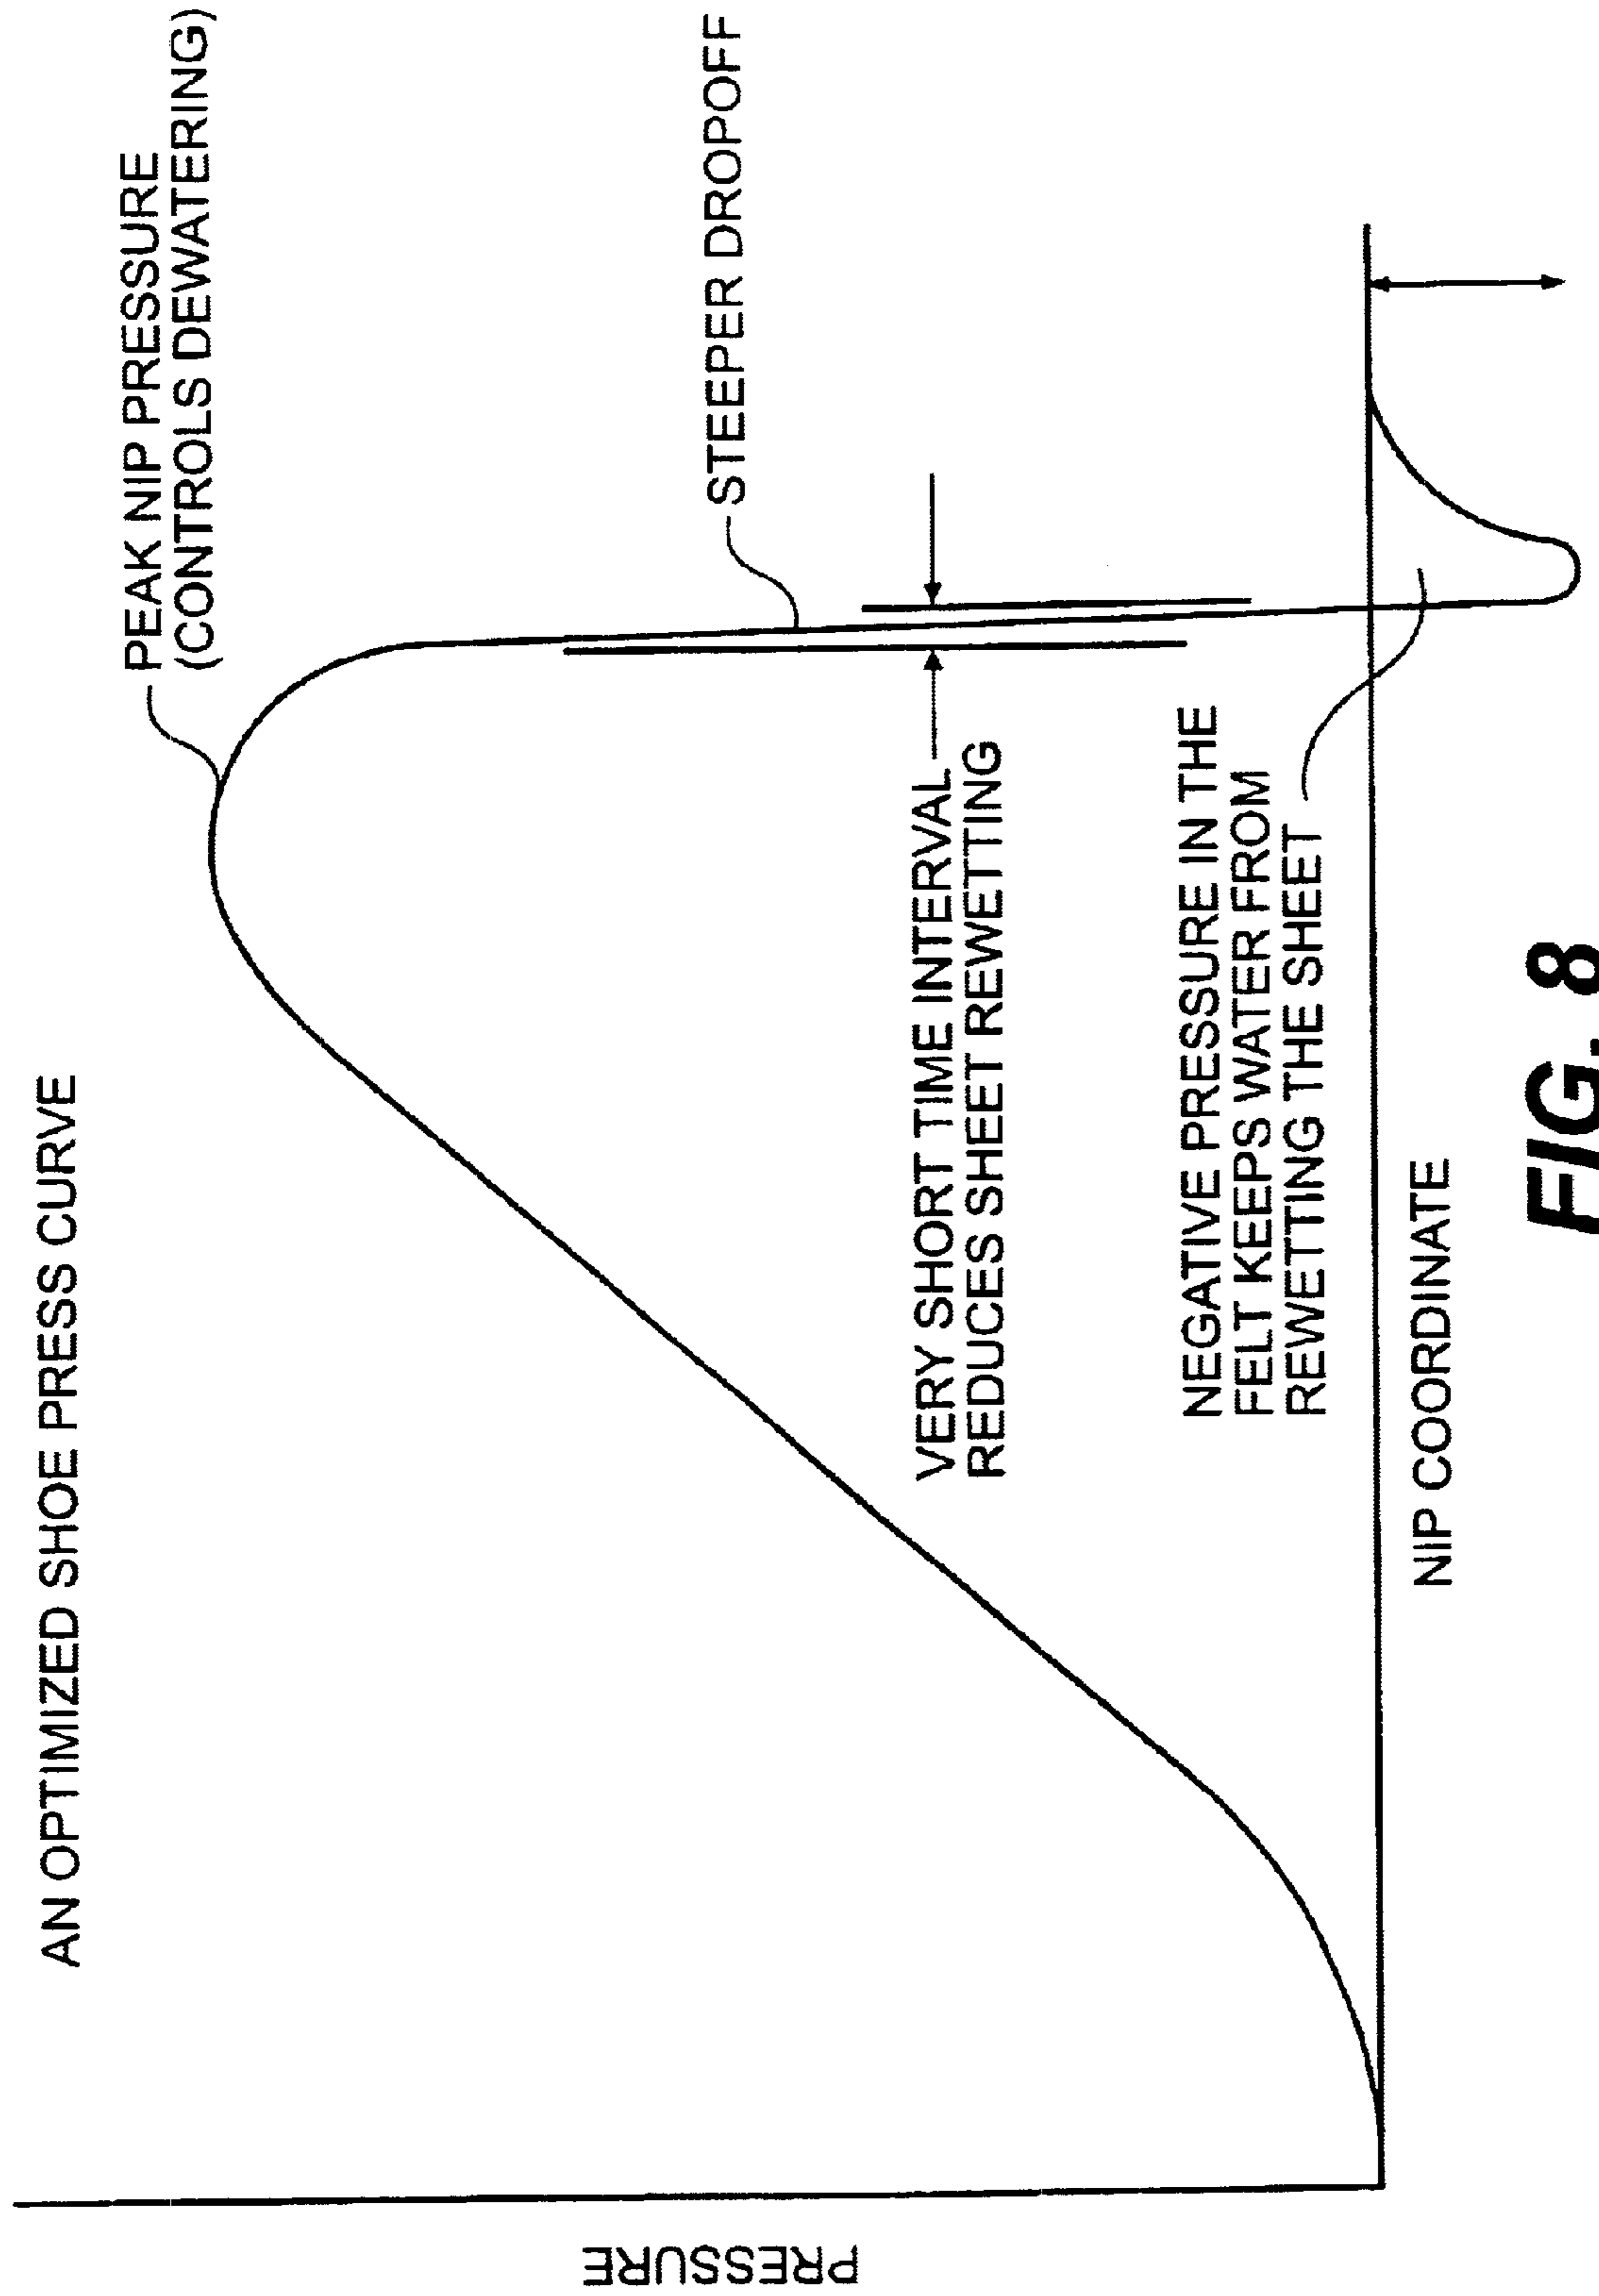 AN OPTIMIZED SHOE PRESS CURVE
PEAK NIP PRESSURE
(CONTROLS DEWATERING)
STEEPER DROPOFF
VERY SHORT TIME INTERVAL
REDUCES SHEET REWETTING
NEGATIVE PRESSURE IN THE
FELT KEEPS WATER FROM
REWETTING THE SHEET
PRESSURE
NIP COORDINATE
FIG. 8